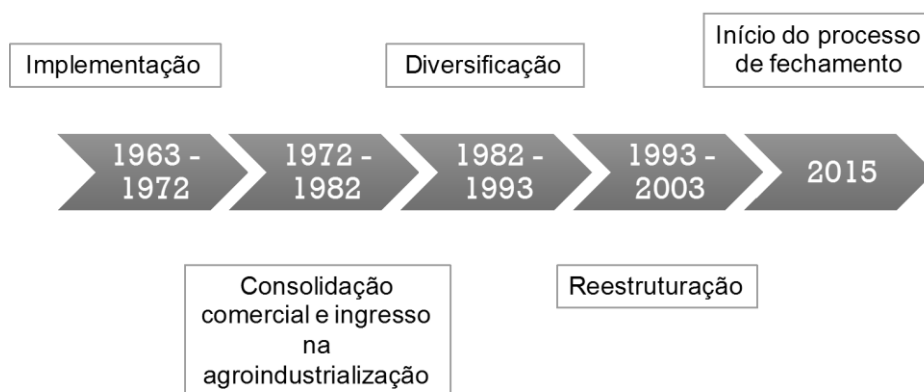 Implementação
Diversificação
Início do processo
de fechamento
1963 -
1972
1972 -
1982
1982 -
1993
1993 -
2003
2015
Consolidação
comercial e ingresso
na
agroindustrialização
Reestruturação